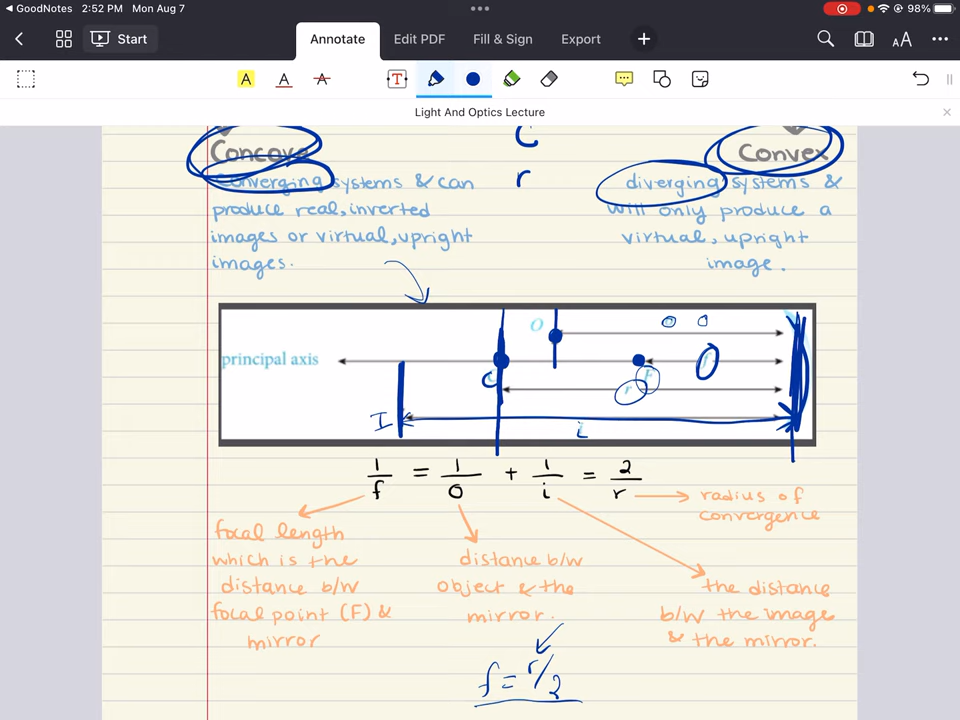 GoodNotes 2:52 PM Mon Aug 7 98%
Start Annotate Edit PDF Fill & Sign Export
Light And Optics Lecture
Concave
C
Convex
converging systems & can
r
diverging systems &
produce real, inverted
will only produce a
images or virtual, upright
virtual, upright
images.
image.
O o o
principal axis
f
C
F
r
I
i
1/f = 1/o + 1/i = 2/r
radius of
convergence
focal length
which is the
distance b/w
focal point (F) &
mirror
distance b/w
object & the
mirror.
the distance
b/w the image
& the mirror.
f = r/2